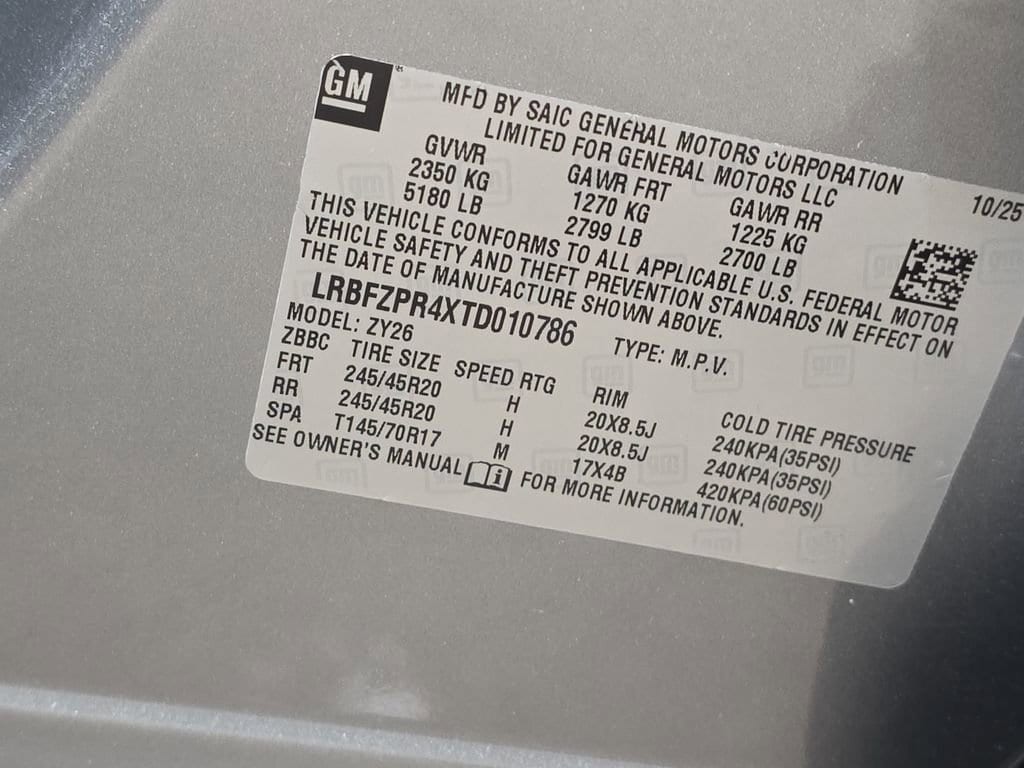 GM
MFD BY SAIC GENERAL MOTORS CORPORATION
LIMITED FOR GENERAL MOTORS LLC
10/25
GVWR GAWR FRT GAWR RR
2350 KG 1270 KG 1225 KG
5180 LB 2799 LB 2700 LB
THIS VEHICLE CONFORMS TO ALL APPLICABLE U.S. FEDERAL MOTOR
VEHICLE SAFETY AND THEFT PREVENTION STANDARDS IN EFFECT ON
THE DATE OF MANUFACTURE SHOWN ABOVE.
LRBFZPR4XTD010786 TYPE: M.P.V.
MODEL: ZY26
ZBBC TIRE SIZE SPEED RTG RIM COLD TIRE PRESSURE
FRT 245/45R20 H 20X8.5J 240KPA(35PSI)
RR 245/45R20 H 20X8.5J 240KPA(35PSI)
SPA T145/70R17 M 17X4B 420KPA(60PSI)
SEE OWNER'S MANUAL i FOR MORE INFORMATION.